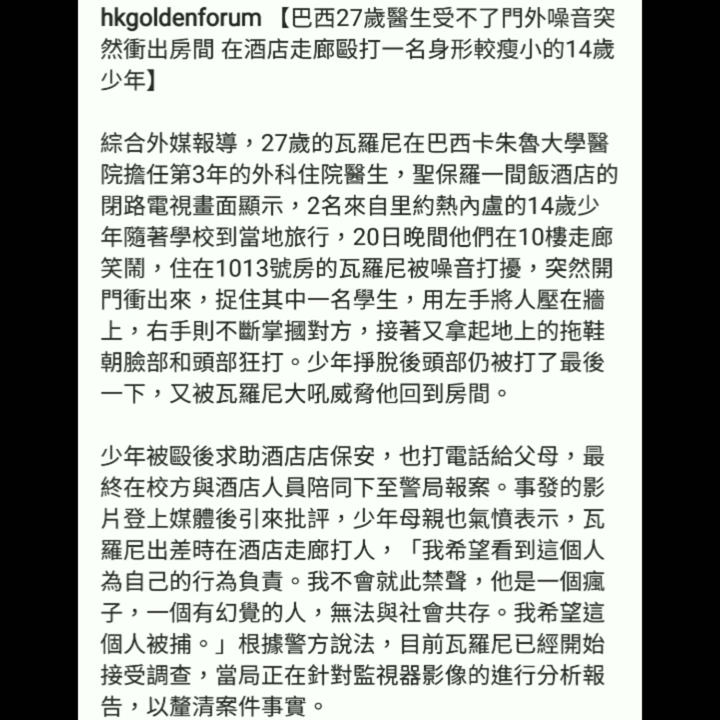 hkgoldenforum 【巴西27歲醫生受不了門外噪音突
然衝出房間 在酒店走廊毆打一名身形較瘦小的14歲
少年】
綜合外媒報導，27歲的瓦羅尼在巴西卡朱魯大學醫
院擔任第3年的外科住院醫生，聖保羅一間飯酒店的
閉路電視畫面顯示，2名來自里約熱內盧的14歲少
年隨著學校到當地旅行，20日晚間他們在10樓走廊
笑鬧，住在1013號房的瓦羅尼被噪音打擾，突然開
門衝出來，捉住其中一名學生，用左手將人壓在牆
上，右手則不斷掌摑對方，接著又拿起地上的拖鞋
朝臉部和頭部狂打。少年掙脫後頭部仍被打了最後
一下，又被瓦羅尼大吼威脅他回到房間。
少年被毆後求助酒店店保安，也打電話給父母，最
終在校方與酒店人員陪同下至警局報案。事發的影
片登上媒體後引來批評，少年母親也氣憤表示，瓦
羅尼出差時在酒店走廊打人，「我希望看到這個人
為自己的行為負責。我不會就此禁聲，他是一個瘋
子，一個有幻覺的人，無法與社會共存。我希望這
個人被捕。」根據警方說法，目前瓦羅尼已經開始
接受調查，當局正在針對監視器影像的進行分析報
告，以釐清案件事實。